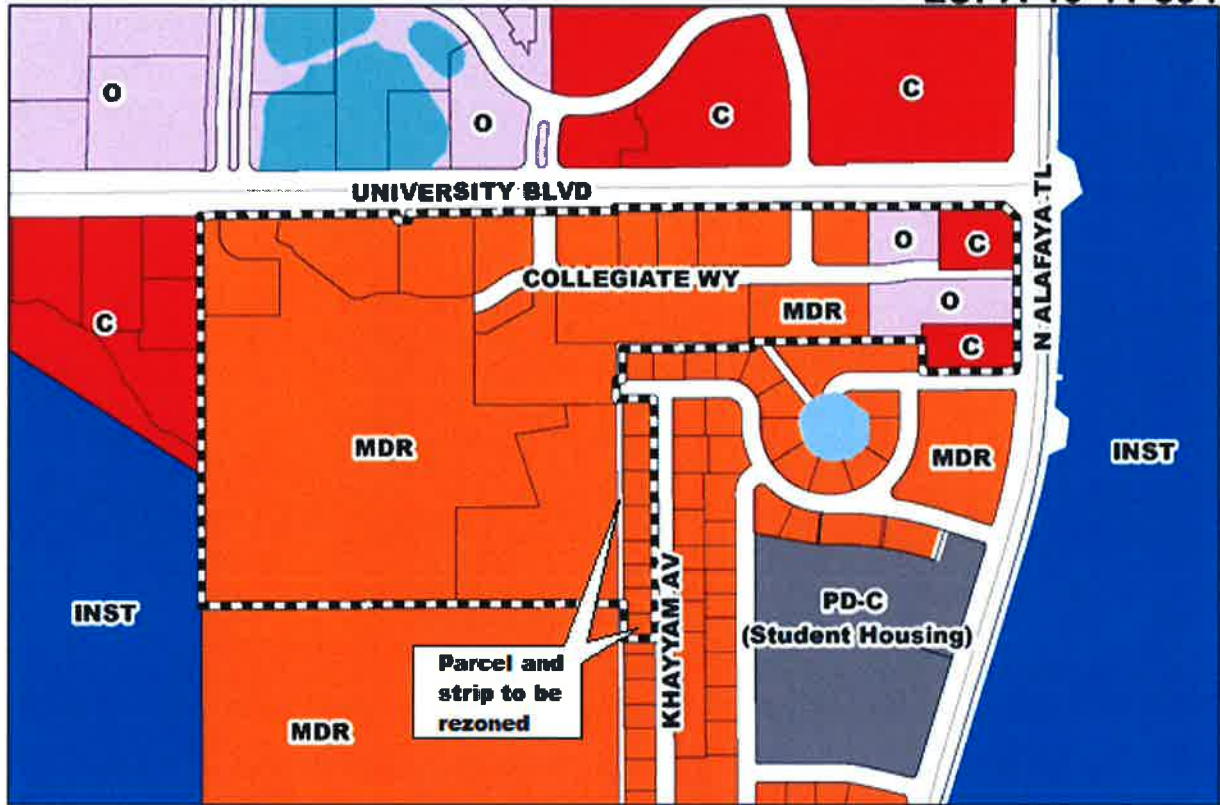 O
O
C
C
UNIVERSITY BLVD
O
C
COLLEGIATE WY
O
MDR
C
C
N ALAFAYA TL
MDR
MDR
INST
INST
KHAYYAM AV
PD-C
(Student Housing)
Parcel and
strip to be
rezoned
MDR